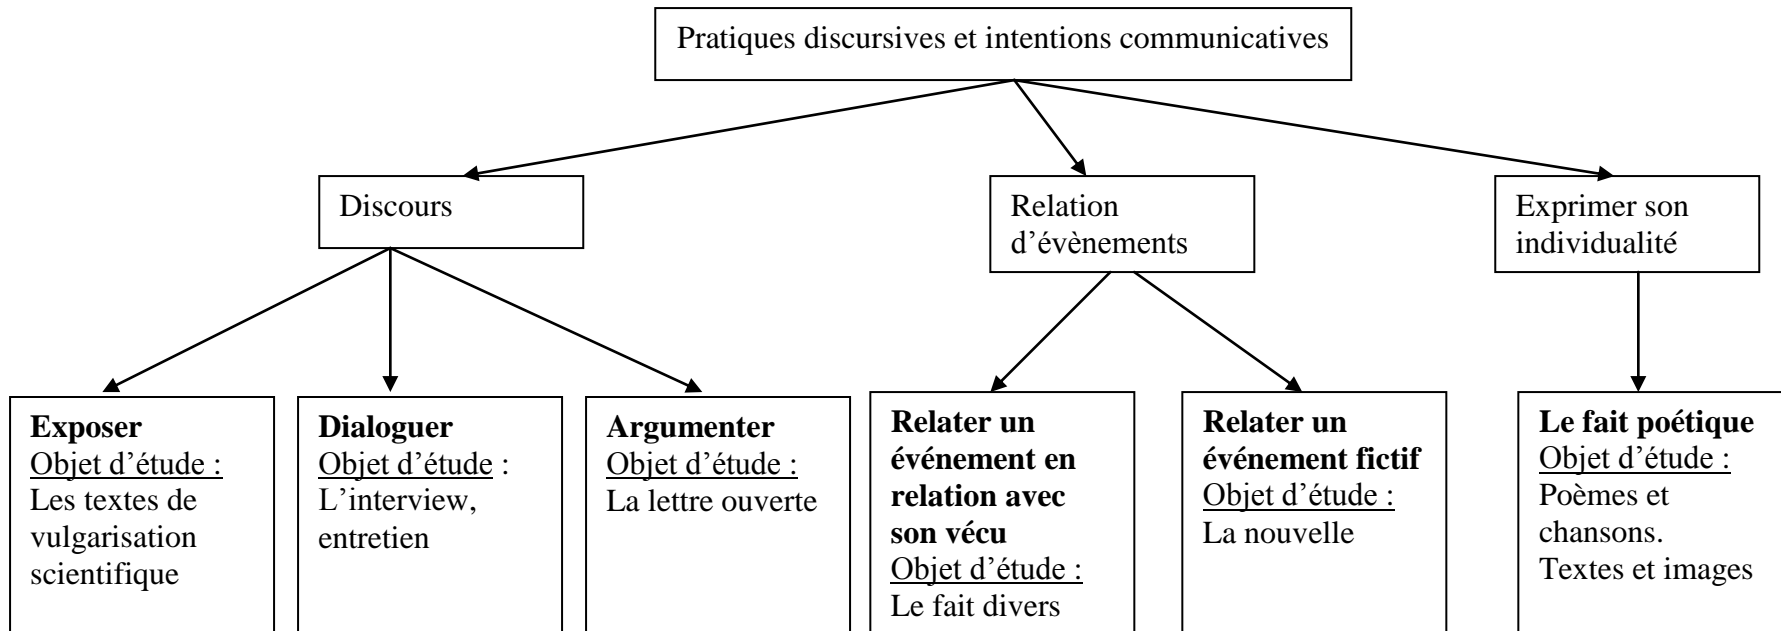 Pratiques discursives et intentions communicatives
Discours
Relation
d’évènements
Exprimer son
individualité
Exposer
Objet d’étude :
Les textes de
vulgarisation
scientifique
Dialoguer
Objet d’étude :
L’interview,
entretien
Argumenter
Objet d’étude :
La lettre ouverte
Relater un
événement en
relation avec
son vécu
Objet d’étude :
Le fait divers
Relater un
événement fictif
Objet d’étude :
La nouvelle
Le fait poétique
Objet d’étude :
Poèmes et
chansons.
Textes et images